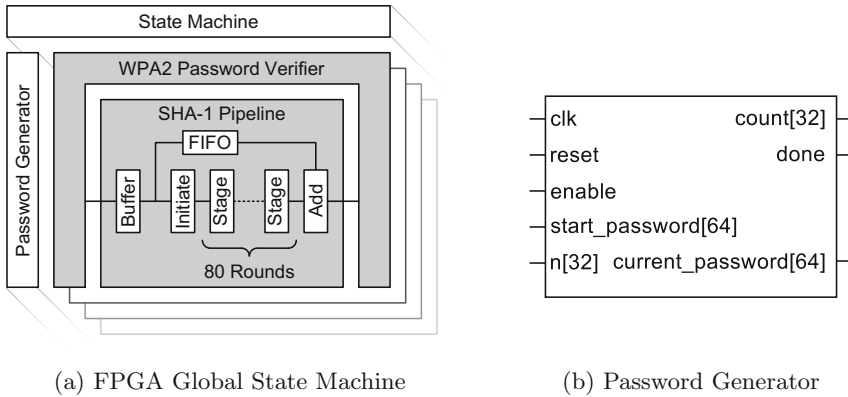 State Machine
Password Generator
WPA2 Password Verifier
SHA-1 Pipeline
FIFO
Buffer
Initiate
Stage
Stage
Add
80 Rounds
clk count[32]
reset done
enable
start_password[64]
n[32] current_password[64]
(a) FPGA Global State Machine
(b) Password Generator